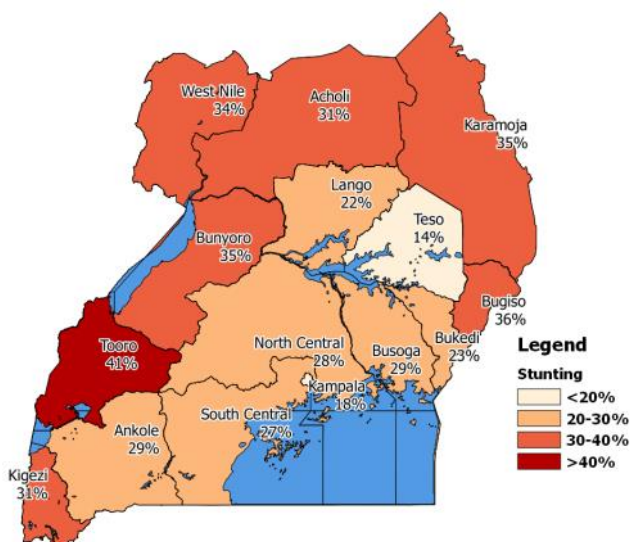 West Nile
34%
Acholi
31%
Karamoja
35%
Lango
22%
Teso
14%
Bunyoro
35%
Bugiso
36%
Tooro
41%
North Central
28%
Busoga
29%
Bukedi
23%
Kampala
18%
South Central
27%
Ankole
29%
Kigezi
31%
Legend
Stunting
<20%
20-30%
30-40%
>40%